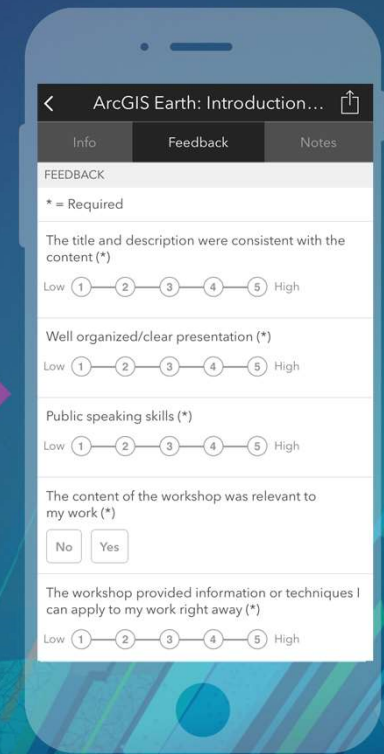 ArcGIS Earth: Introduction...
Info Feedback Notes
FEEDBACK
* = Required
The title and description were consistent with the
content (*)
Low 1 2 3 4 5 High
Well organized/clear presentation (*)
Low 1 2 3 4 5 High
Public speaking skills (*)
Low 1 2 3 4 5 High
The content of the workshop was relevant to
my work (*)
No Yes
The workshop provided information or techniques I
can apply to my work right away (*)
Low 1 2 3 4 5 High